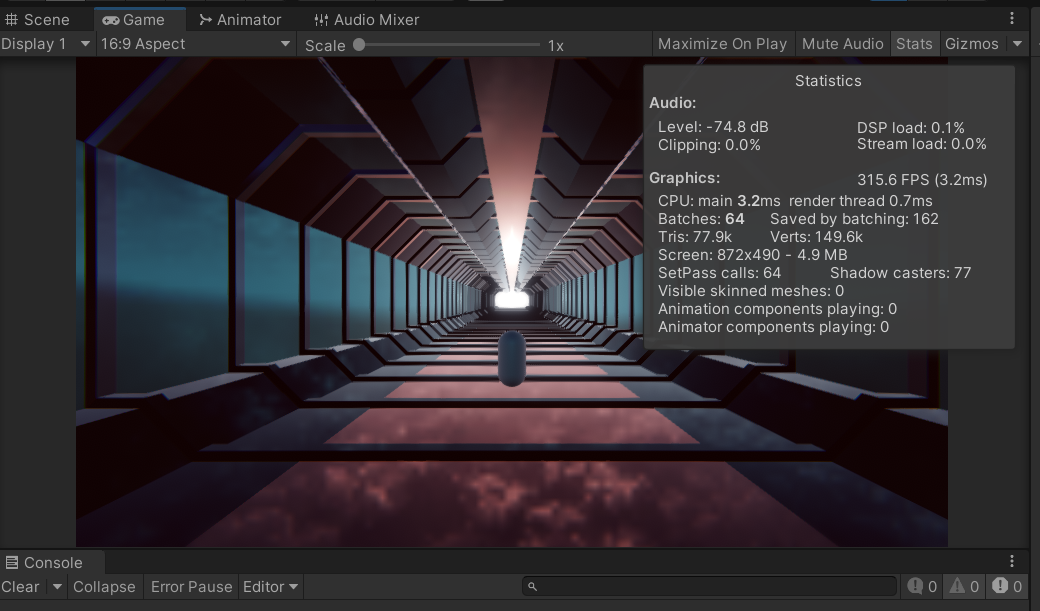 Scene Game Animator Audio Mixer
Display 1 16:9 Aspect Scale 1x Maximize On Play Mute Audio Stats Gizmos
Statistics
Audio:
Level: -74.8 dB DSP load: 0.1%
Clipping: 0.0% Stream load: 0.0%
Graphics: 315.6 FPS (3.2ms)
CPU: main 3.2ms render thread 0.7ms
Batches: 64 Saved by batching: 162
Tris: 77.9k Verts: 149.6k
Screen: 872x490 - 4.9 MB
SetPass calls: 64 Shadow casters: 77
Visible skinned meshes: 0
Animation components playing: 0
Animator components playing: 0
Console
Clear Collapse Error Pause Editor 0 0 0